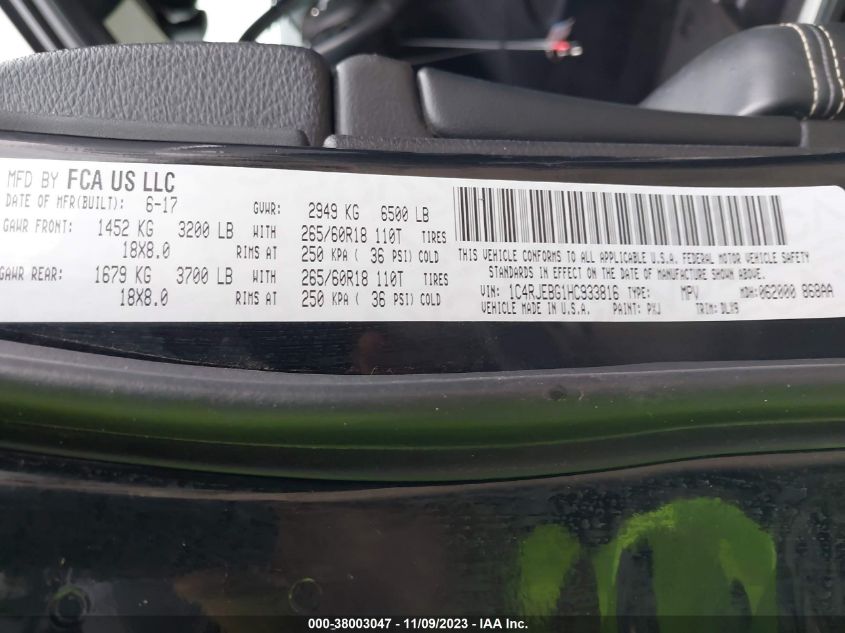 MFD BY FCA US LLC
DATE OF MFR(BUILT): 6-17 GVWR: 2949 KG 6500 LB
GAWR FRONT: 1452 KG 3200 LB WITH 265/60R18 110T TIRES
18X8.0 RIMS AT 250 KPA ( 36 PSI) COLD
GAWR REAR: 1679 KG 3700 LB WITH 265/60R18 110T TIRES
18X8.0 RIMS AT 250 KPA ( 36 PSI) COLD
THIS VEHICLE CONFORMS TO ALL APPLICABLE U.S.A. FEDERAL MOTOR VEHICLE SAFETY
STANDARDS IN EFFECT ON THE DATE OF MANUFACTURE SHOWN ABOVE.
VIN: 1C4RJEBG1HC933816 TYPE: MPV MDH: 062000 868AA
VEHICLE MADE IN U.S.A. PAINT: PXJ TRIM: DLX9
000-38003047 - 11/09/2023 - IAA Inc.